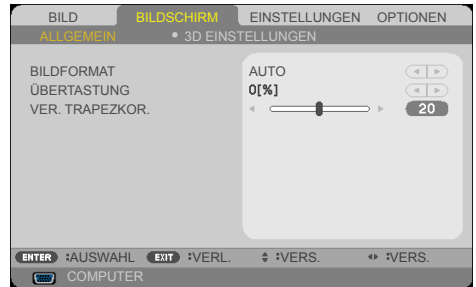 BILD BILDSCHIRM EINSTELLUNGEN OPTIONEN
ALLGEMEIN • 3D EINSTELLUNGEN
BILDFORMAT AUTO
ÜBERTASTUNG 0[%]
VER. TRAPEZKOR. 20
ENTER :AUSWAHL EXIT :VERL. :VERS. :VERS.
COMPUTER